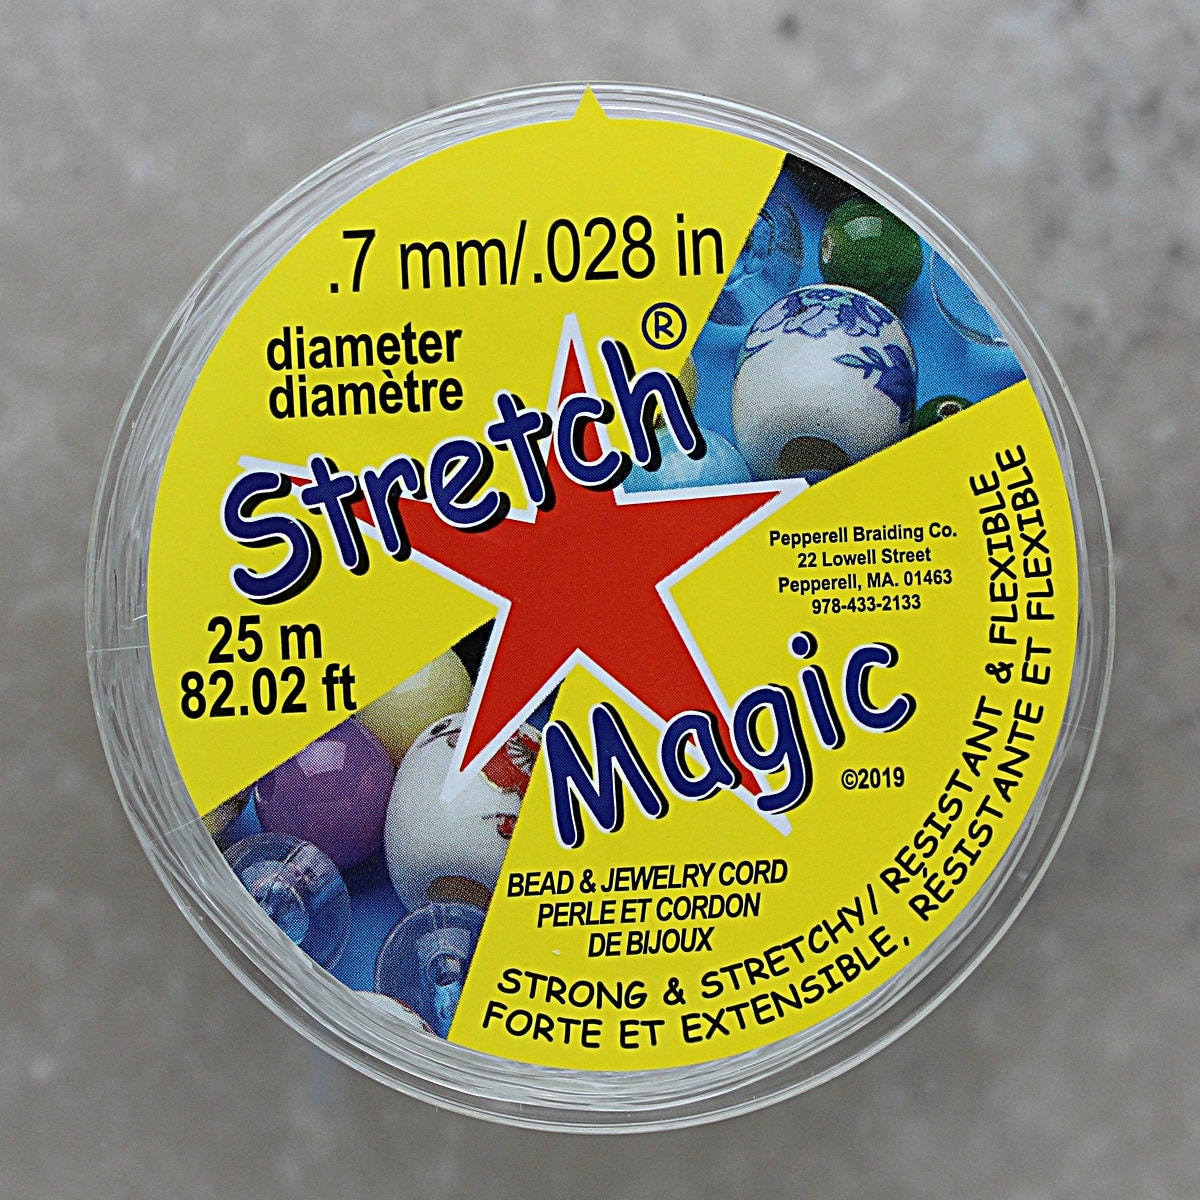 .7 mm/.028 in
diameter
diamètre
Stretch®
25 m
82.02 ft
Pepperell Braiding Co.
22 Lowell Street
Pepperell, MA. 01463
978-433-2133
Magic
©2019
BEAD & JEWELRY CORD
PERLE ET CORDON
DE BIJOUX
STRONG & STRETCHY/ RESISTANT & FLEXIBLE
FORTE ET EXTENSIBLE, RÉSISTANTE ET FLEXIBLE